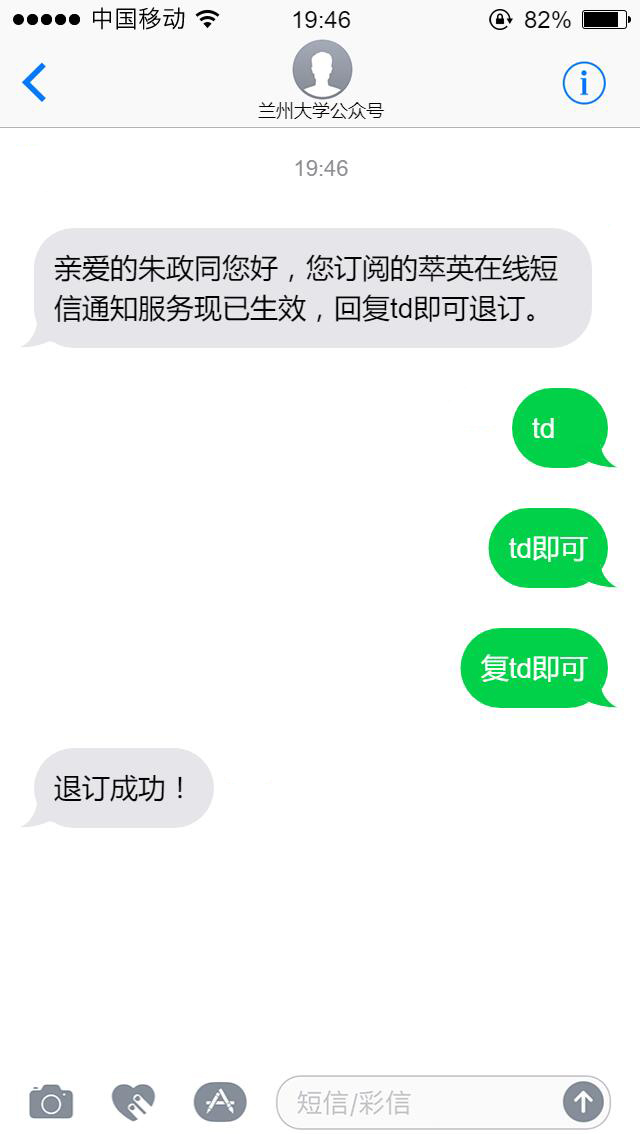 中国移动
19:46
82%
兰州大学公众号
19:46
亲爱的朱政同您好，您订阅的萃英在线短
信通知服务现已生效，回复td即可退订。
td
td即可
复td即可
退订成功！
短信/彩信